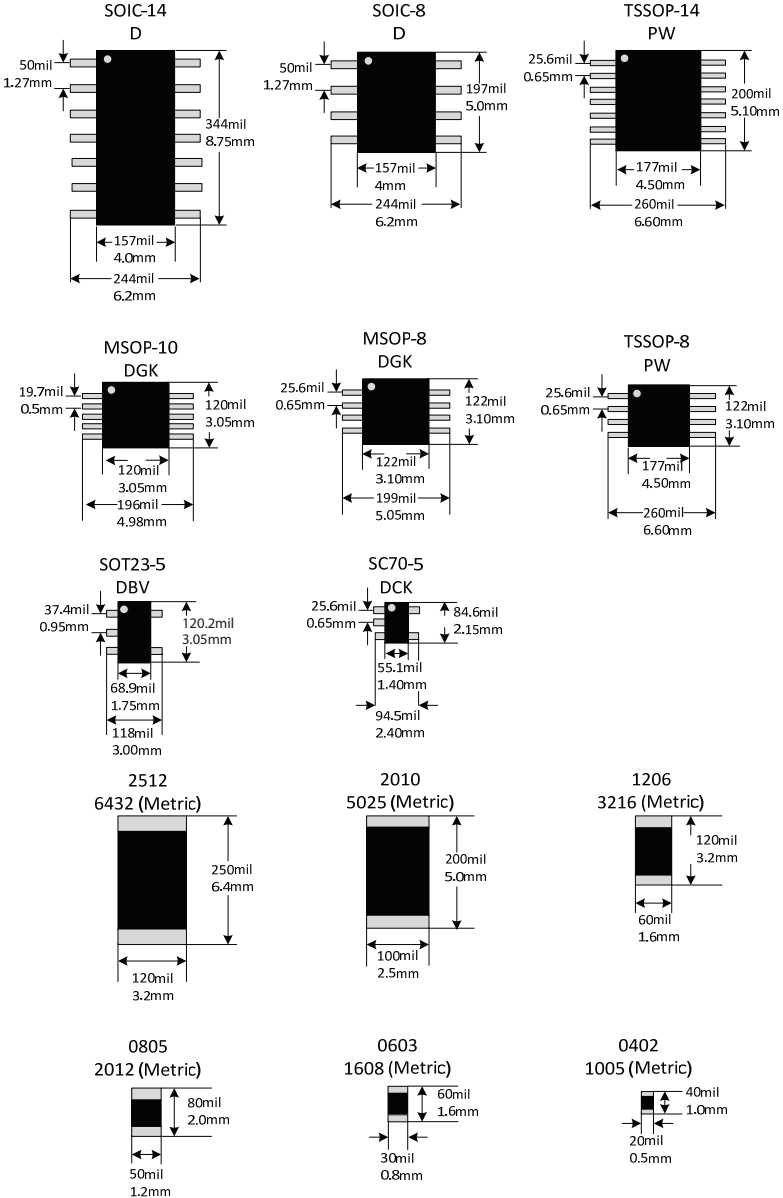 SOIC-14
D
50mil
1.27mm
344mil
8.75mm
157mil
4.0mm
244mil
6.2mm
SOIC-8
D
50mil
1.27mm
197mil
5.0mm
157mil
4mm
244mil
6.2mm
TSSOP-14
PW
25.6mil
0.65mm
200mil
5.10mm
177mil
4.50mm
260mil
6.60mm
MSOP-10
DGK
19.7mil
0.5mm
120mil
3.05mm
120mil
3.05mm
196mil
4.98mm
MSOP-8
DGK
25.6mil
0.65mm
122mil
3.10mm
122mil
3.10mm
199mil
5.05mm
TSSOP-8
PW
25.6mil
0.65mm
122mil
3.10mm
177mil
4.50mm
260mil
6.60mm
SOT23-5
DBV
37.4mil
0.95mm
120.2mil
3.05mm
68.9mil
1.75mm
118mil
3.00mm
SC70-5
DCK
25.6mil
0.65mm
84.6mil
2.15mm
55.1mil
1.40mm
94.5mil
2.40mm
2512
6432 (Metric)
250mil
6.4mm
120mil
3.2mm
2010
5025 (Metric)
200mil
5.0mm
100mil
2.5mm
1206
3216 (Metric)
120mil
3.2mm
60mil
1.6mm
0805
2012 (Metric)
80mil
2.0mm
50mil
1.2mm
0603
1608 (Metric)
60mil
1.6mm
30mil
0.8mm
0402
1005 (Metric)
40mil
1.0mm
20mil
0.5mm